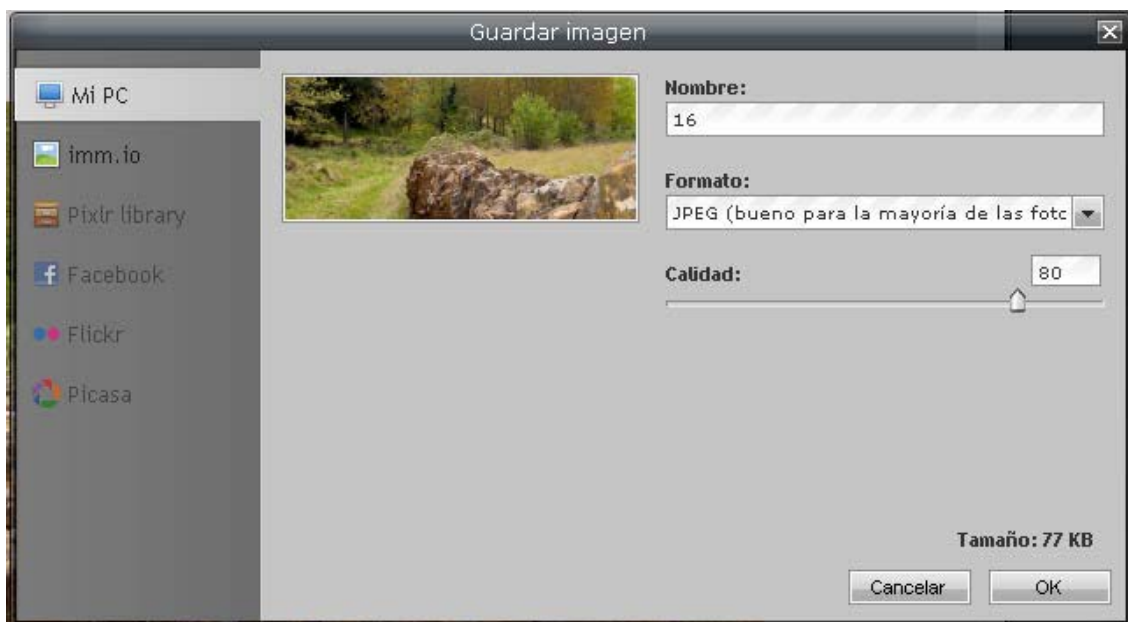 Guardar imagen
Mi PC
imm.io
Pixlr library
Facebook
Flickr
Picasa
Nombre:
16
Formato:
JPEG (bueno para la mayoría de las fotc
Calidad:
80
Tamaño: 77 KB
Cancelar
OK